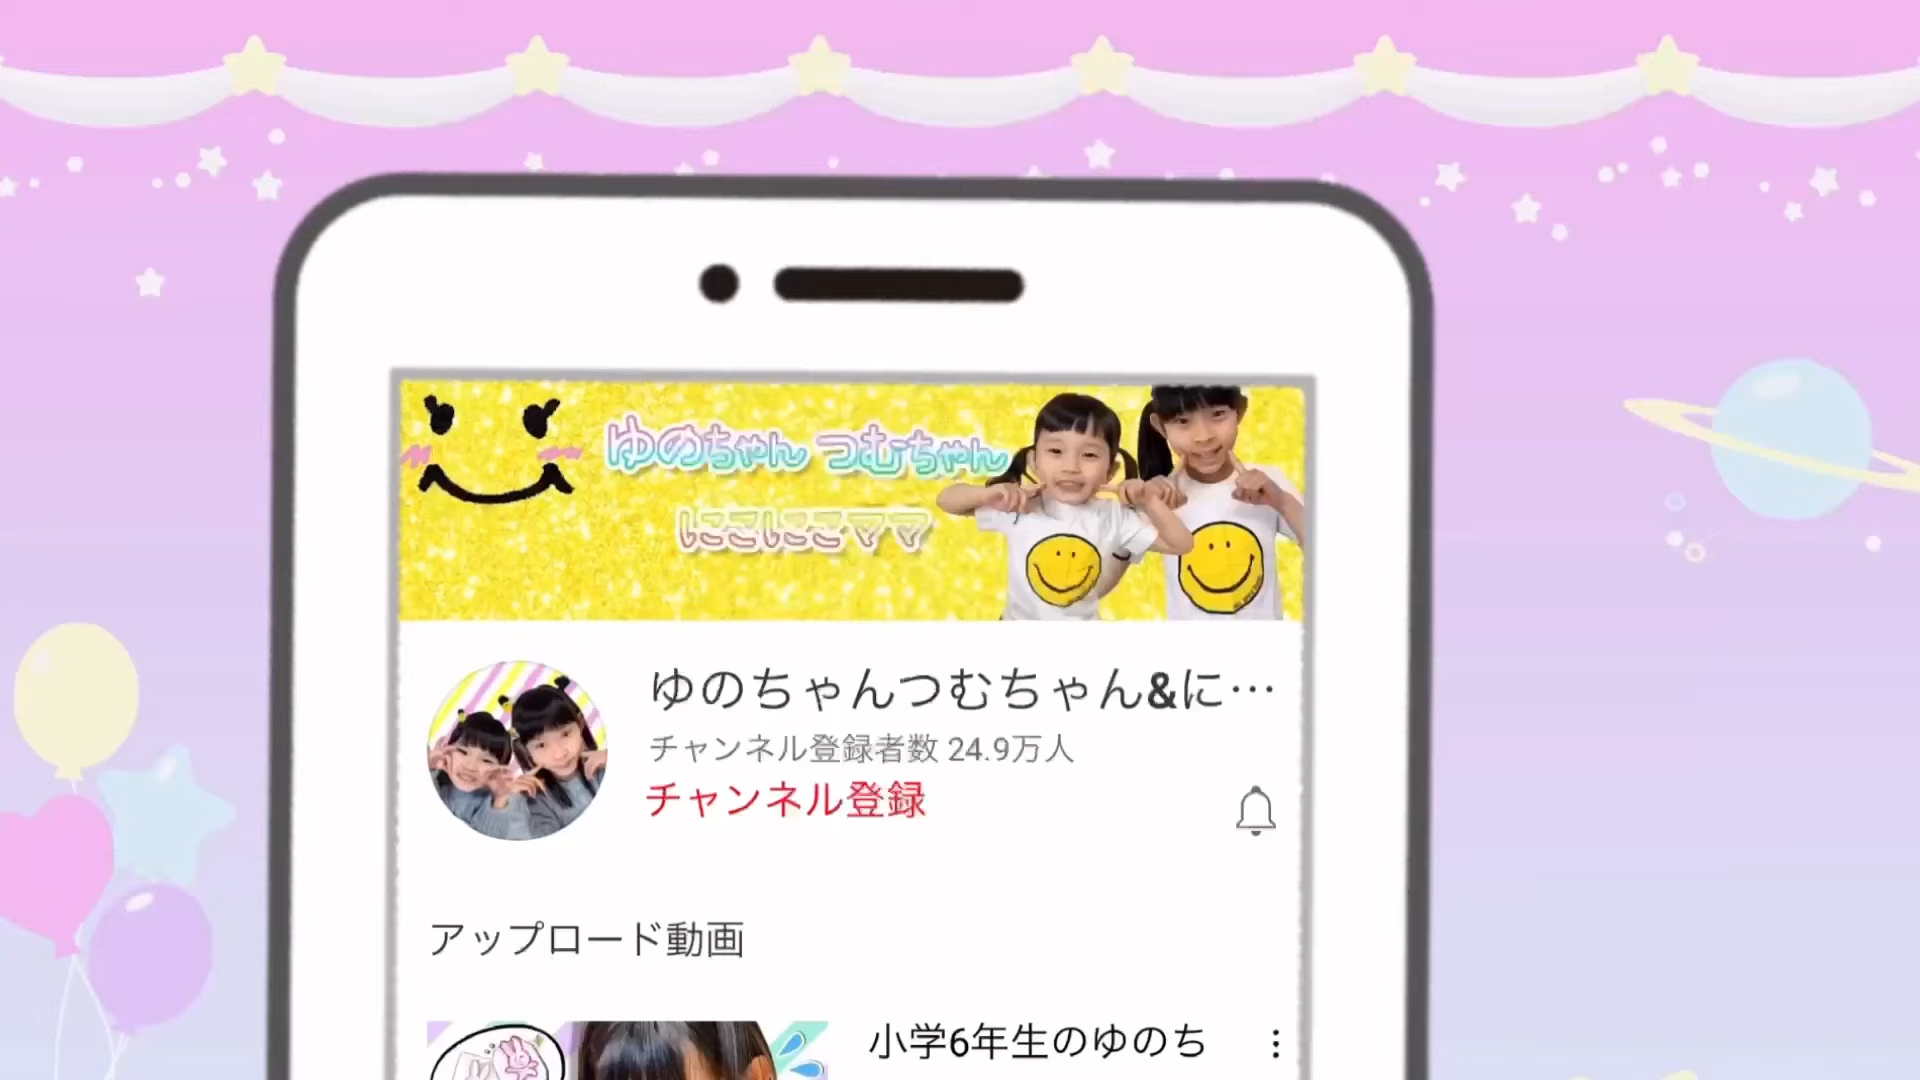 ゆのちゃん つむちゃん
にこにこママ
ゆのちゃんつむちゃん&に…
チャンネル登録者数 24.9万人
チャンネル登録
アップロード動画
小学6年生のゆのち